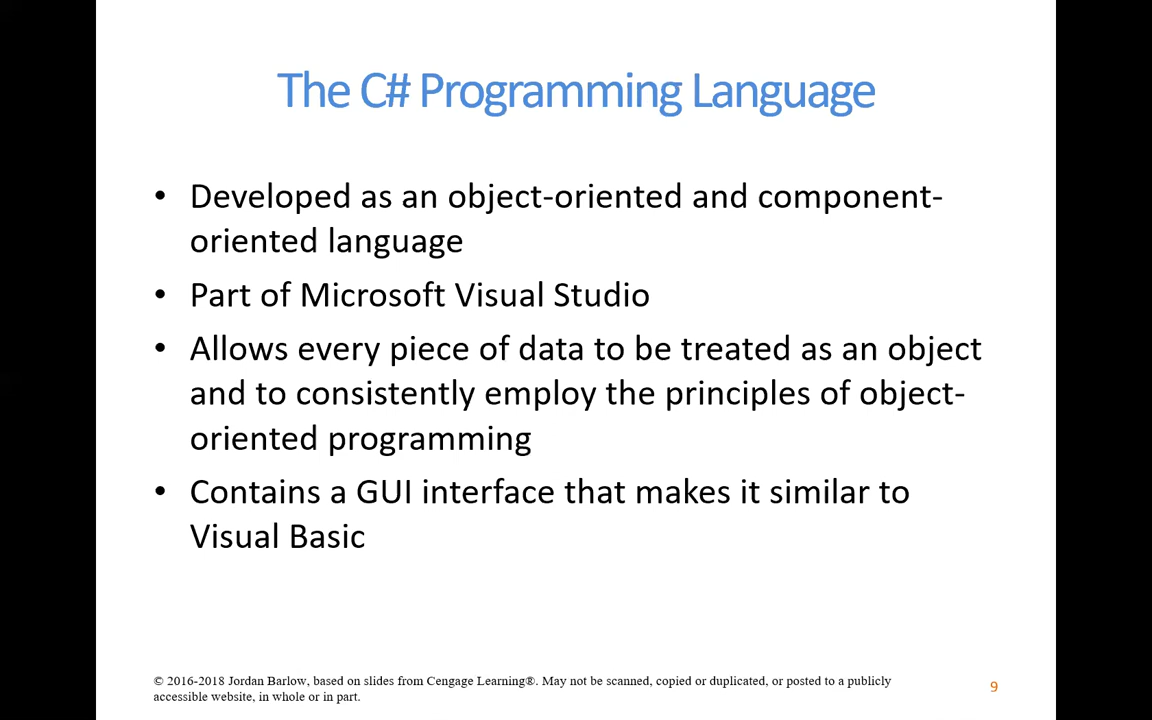 The C# Programming Language
• Developed as an object-oriented and component-
oriented language
• Part of Microsoft Visual Studio
• Allows every piece of data to be treated as an object
and to consistently employ the principles of object-
oriented programming
• Contains a GUI interface that makes it similar to
Visual Basic
© 2016-2018 Jordan Barlow, based on slides from Cengage Learning®. May not be scanned, copied or duplicated, or posted to a publicly
accessible website, in whole or in part.
9